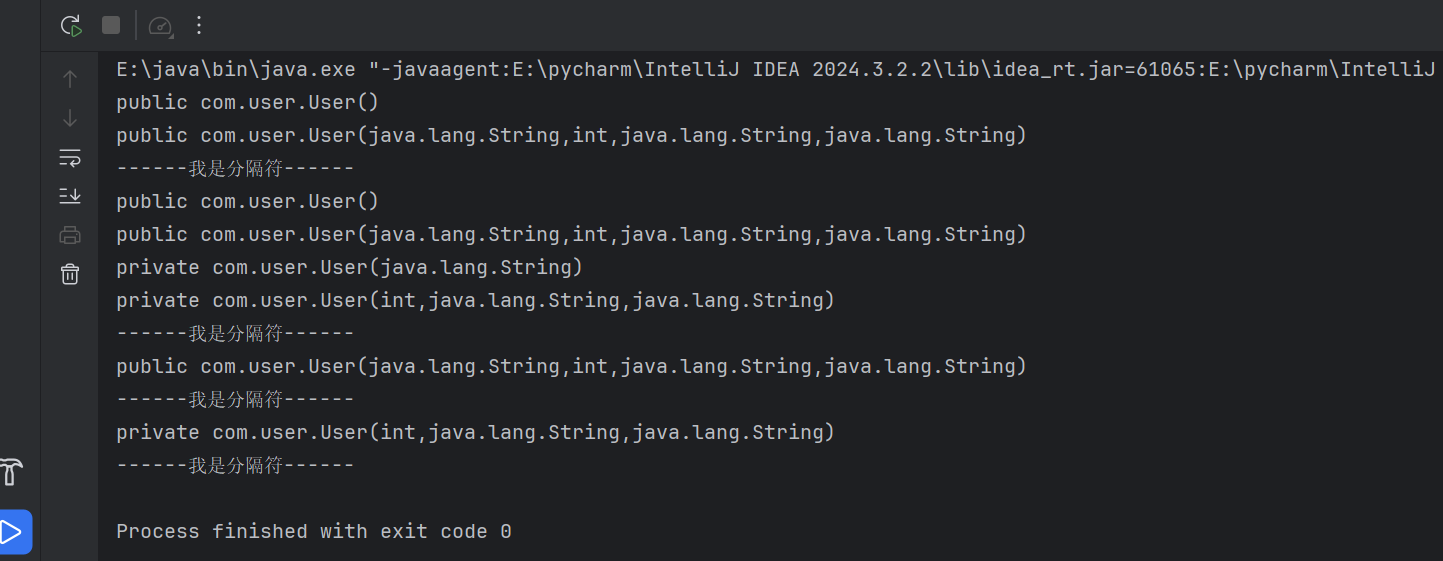 E:\java\bin\java.exe "-javaagent:E:\pycharm\IntelliJ IDEA 2024.3.2.2\lib\idea_rt.jar=61065:E:\pycharm\IntelliJ
public com.user.User()
public com.user.User(java.lang.String,int,java.lang.String,java.lang.String)
------我是分隔符------
public com.user.User()
public com.user.User(java.lang.String,int,java.lang.String,java.lang.String)
private com.user.User(java.lang.String)
private com.user.User(int,java.lang.String,java.lang.String)
------我是分隔符------
public com.user.User(java.lang.String,int,java.lang.String,java.lang.String)
------我是分隔符------
private com.user.User(int,java.lang.String,java.lang.String)
------我是分隔符------
Process finished with exit code 0